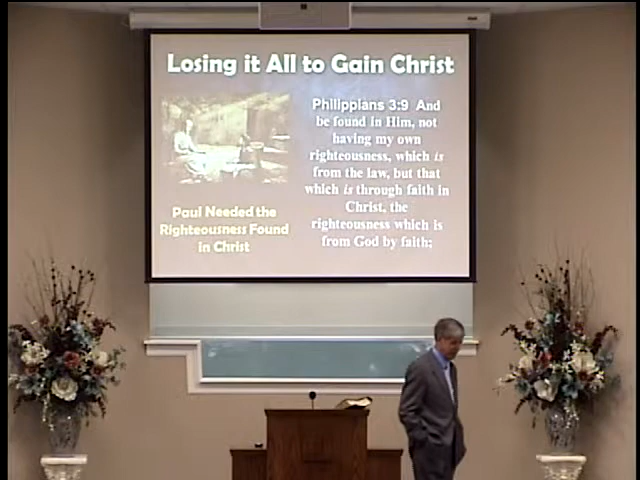 Losing it All to Gain Christ
Philippians 3:9 And
be found in Him, not
having my own
righteousness, which is
from the law, but that
which is through faith in
Christ, the
righteousness which is
from God by faith;
Paul Needed the
Righteousness Found
in Christ